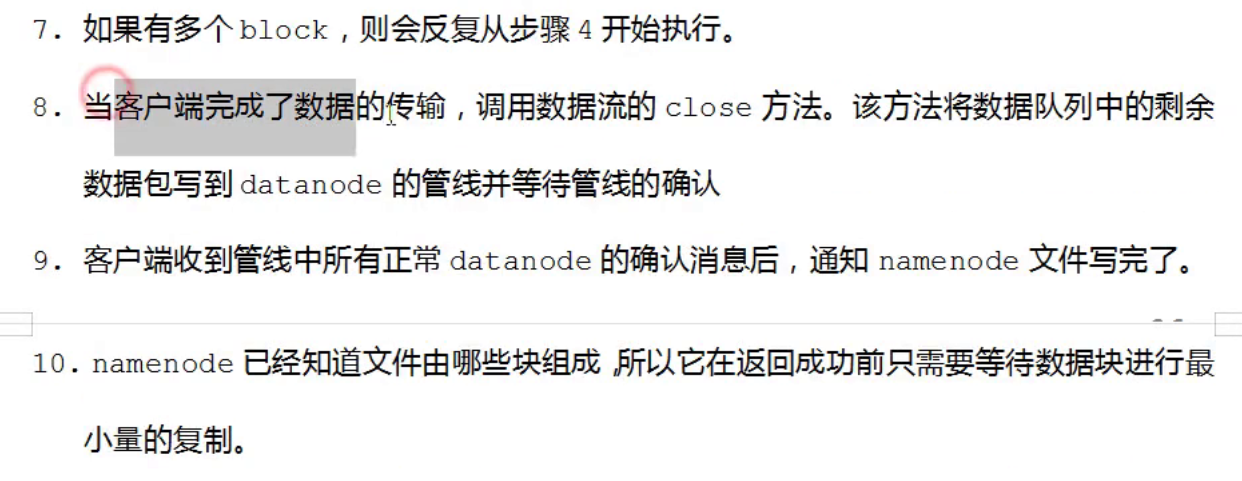 7. 如果有多个block，则会反复从步骤 4 开始执行。
8. 当客户端完成了数据的传输，调用数据流的 close 方法。该方法将数据队列中的剩余
数据包写到 datanode 的管线并等待管线的确认
9. 客户端收到管线中所有正常 datanode 的确认消息后，通知 namenode 文件写完了。
10. namenode 已经知道文件由哪些块组成，所以它在返回成功前只需要等待数据块进行最
小量的复制。